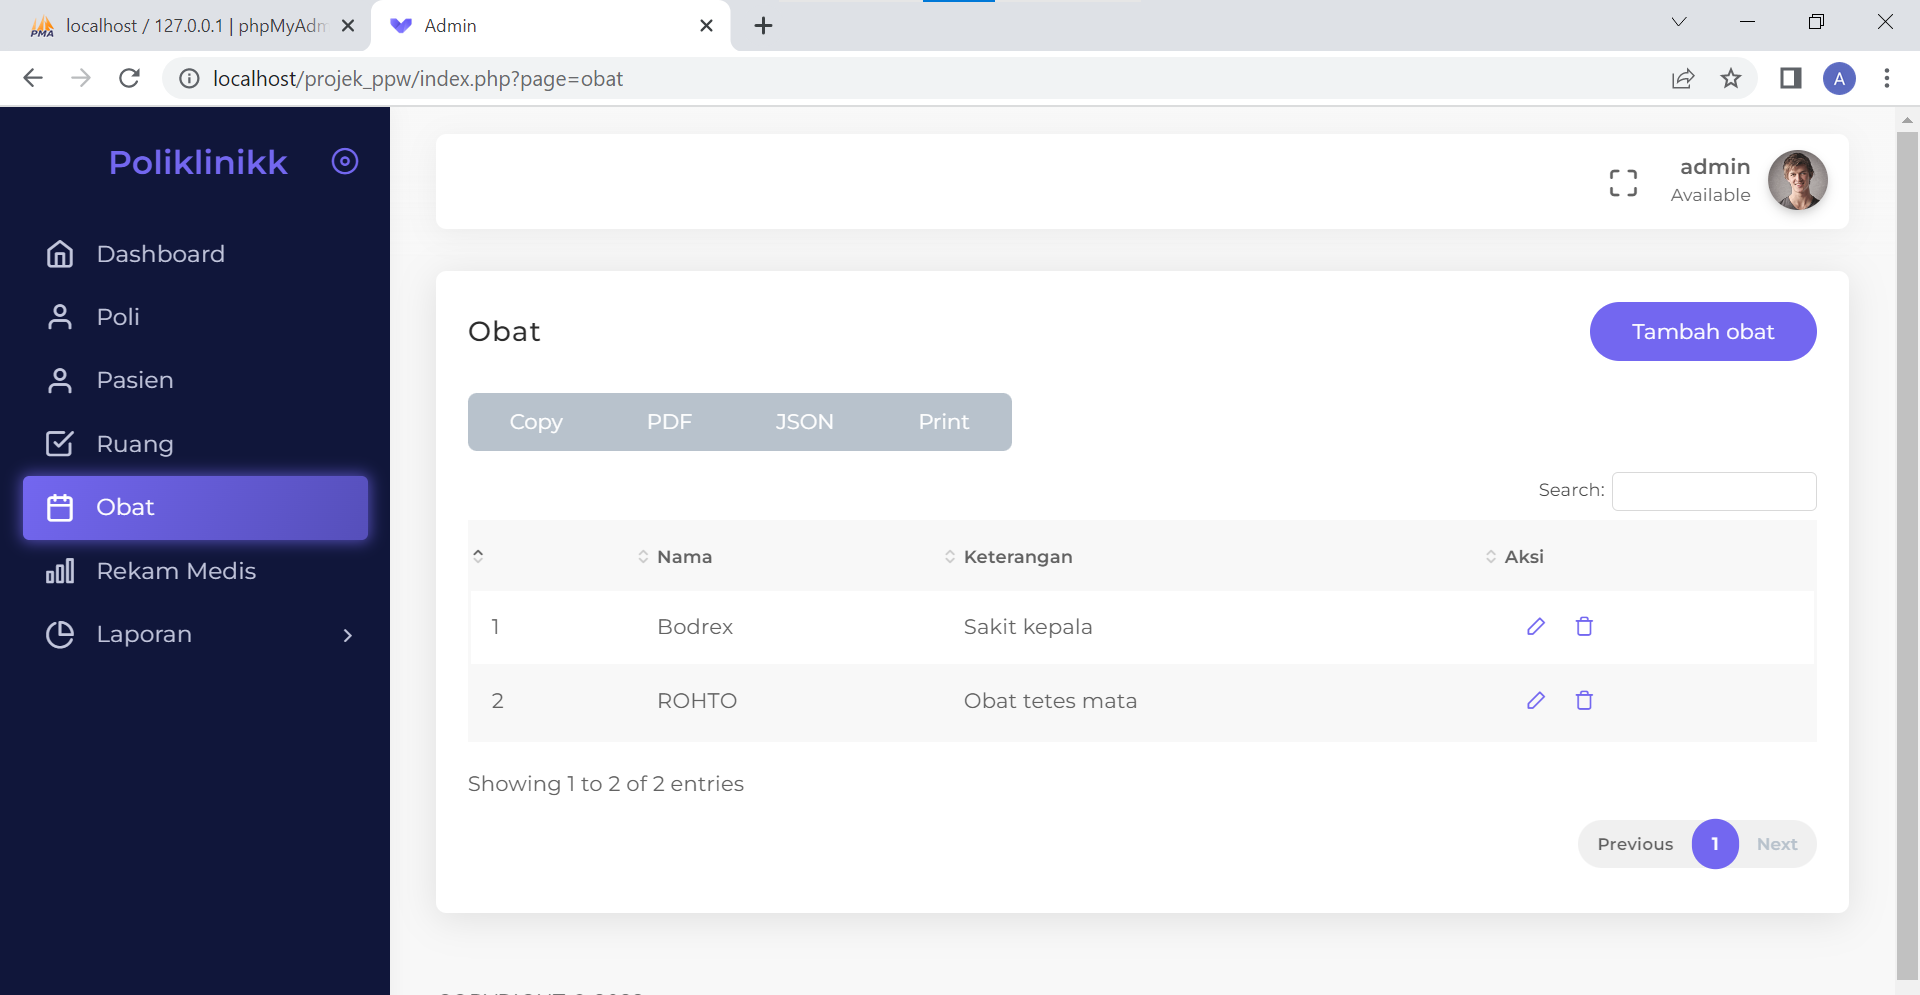 localhost / 127.0.0.1 | phpMyAdm
Admin
localhost/projek_ppw/index.php?page=obat
A
Poliklinikk
admin
Available
Dashboard
Poli
Pasien
Ruang
Obat
Rekam Medis
Laporan
Obat
Tambah obat
Copy PDF JSON Print
Search:
Nama Keterangan Aksi
1 Bodrex Sakit kepala
2 ROHTO Obat tetes mata
Showing 1 to 2 of 2 entries
Previous 1 Next